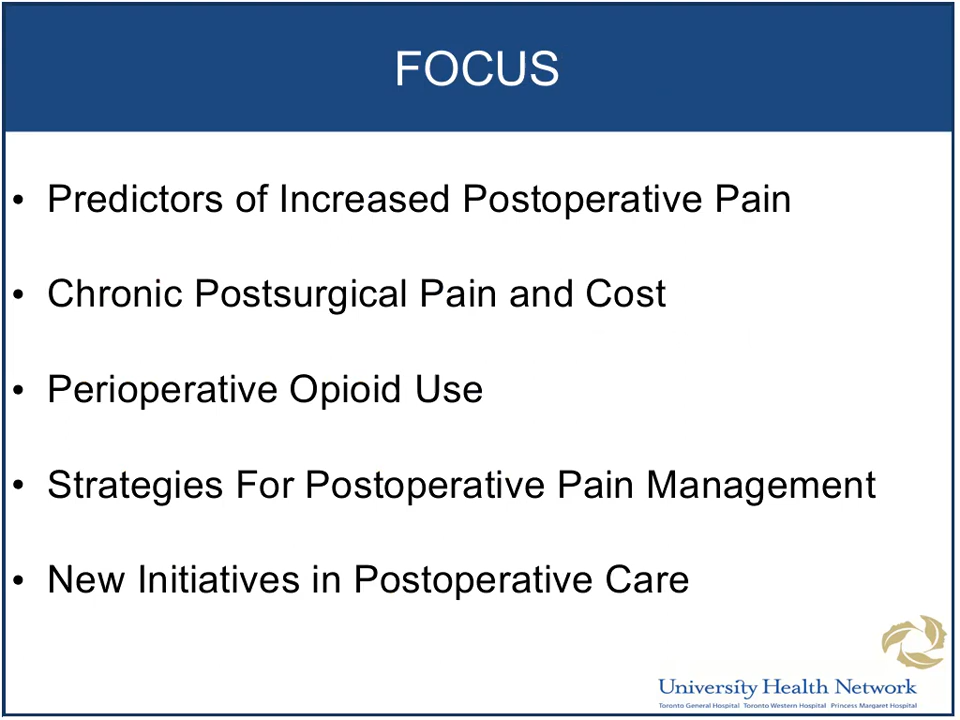 FOCUS
• Predictors of Increased Postoperative Pain
• Chronic Postsurgical Pain and Cost
• Perioperative Opioid Use
• Strategies For Postoperative Pain Management
• New Initiatives in Postoperative Care
University Health Network
Toronto General Hospital Toronto Western Hospital Princess Margaret Hospital